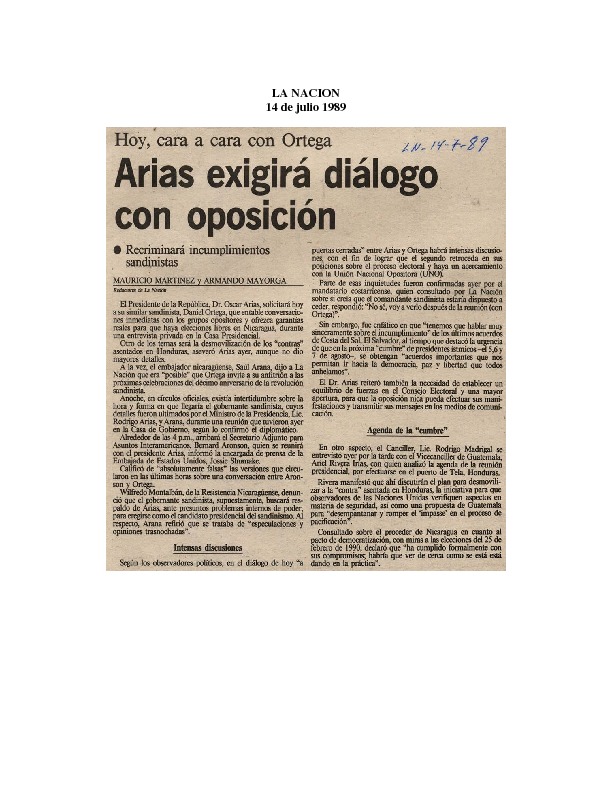 LA NACION
14 de julio 1989
Hoy, cara a cara con Ortega
LN-14-7-89
Arias exigirá diálogo
con oposición
● Recriminará incumplimientos
sandinistas
MAURICIO MARTINEZ y ARMANDO MAYORGA
Redactores de La Nación
El Presidente de la República, Dr. Oscar Arias, solicitará hoy
a su similar sandinista, Daniel Ortega, que entable conversacio-
nes inmediatas con los grupos opositores y ofrezca garantías
reales para que haya elecciones libres en Nicaragua, durante
una entrevista privada en la Casa Presidencial.
Otro de los temas será la desmovilización de los "contras"
asentados en Honduras, aseveró Arias ayer, aunque no dio
mayores detalles.
A la vez, el embajador nicaragüense, Saúl Arana, dijo a La
Nación que era "posible" que Ortega invite a su anfitrión a las
próximas celebraciones del décimo aniversario de la revolución
sandinista.
Anoche, en círculos oficiales, existía incertidumbre sobre la
hora y forma en que llegaría el gobernante sandinista, cuyos
detalles fueron ultimados por el Ministro de la Presidencia, Lic.
Rodrigo Arias, y Arana, durante una reunión que tuvieron ayer
en la Casa de Gobierno, según lo confirmó el diplomático.
Alrededor de las 4 p.m., arribará el Secretario Adjunto para
Asuntos Interamericanos, Bernard Aronson, quien se reunirá
con el presidente Arias, informó la encargada de prensa de la
Embajada de Estados Unidos, Jossie Shumake.
Calificó de "absolutamente falsas" las versiones que circu-
laron en las últimas horas sobre una conversación entre Aron-
son y Ortega.
Wilfredo Montalbán, de la Resistencia Nicaragüense, denun-
ció que el gobernante sandinista, supuestamente, buscará res-
paldo de Arias, ante presuntos problemas internos de poder,
para erigirse como el candidato presidencial del sandinismo. Al
respecto, Arana refirió que se trataba de "especulaciones y
opiniones trasnochadas".
Intensas discusiones
Según los observadores políticos, en el diálogo de hoy "a
puertas cerradas" entre Arias y Ortega habrá intensas discusio-
nes, con el fin de lograr que el segundo retroceda en sus
posiciones sobre el proceso electoral y haya un acercamiento
con la Unión Nacional Opositora (UNO).
Parte de esas inquietudes fueron confirmadas ayer por el
mandatario costarricense, quien consultado por La Nación
sobre si creía que el comandante sandinista estaría dispuesto a
ceder, respondió: "No sé, voy a verlo después de la reunión (con
Ortega)".
Sin embargo, fue enfático en que "tenemos que hablar muy
sinceramente sobre el incumplimiento" de los últimos acuerdos
de Costa del Sol, El Salvador, al tiempo que destacó la urgencia
de que en la próxima "cumbre" de presidentes ístmicos –el 5,6 y
7 de agosto–, se obtengan "acuerdos importantes que nos
permitan ir hacia la democracia, paz y libertad que todos
anhelamos".
El Dr. Arias reiteró también la necesidad de establecer un
equilibrio de fuerzas en el Consejo Electoral y una mayor
apertura, para que la oposición nica pueda efectuar sus mani-
festaciones y transmitir sus mensajes en los medios de comuni-
cación.
Agenda de la "cumbre"
En otro aspecto, el Canciller, Lic. Rodrigo Madrigal se
entrevistó ayer por la tarde con el Vicecanciller de Guatemala,
Ariel Rivera Irías, con quien analizó la agenda de la reunión
presidencial, por efectuarse en el puerto de Tela, Honduras.
Rivera manifestó que ahí discutirán el plan para desmovili-
zar a la "contra" asentada en Honduras, la iniciativa para que
observadores de las Naciones Unidas verifiquen aspectos en
materia de seguridad, así como una propuesta de Guatemala
para "desempantanar y romper el 'impasse' en el proceso de
pacificación".
Consultado sobre el proceder de Nicaragua en cuanto al
pacto de democratización, con miras a las elecciones del 25 de
febrero de 1990, declaró que "ha cumplido formalmente con
sus compromisos; habría que ver de cerca como se está está
dando en la práctica".